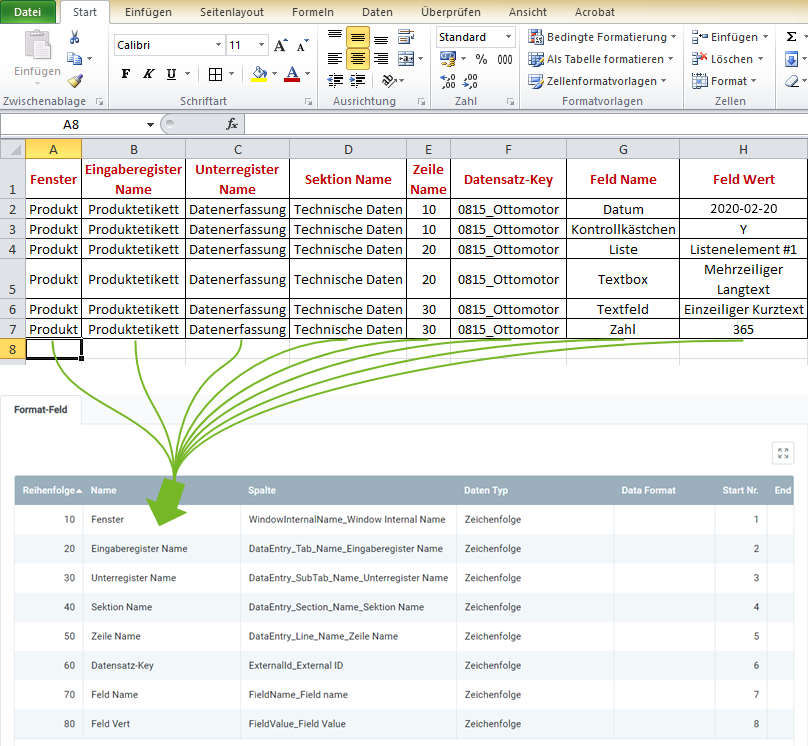 Datei Start Einfügen Seitenlayout Formeln Daten Überprüfen Ansicht Acrobat
Einfügen
Calibri 11
F K U A
Standard
% 000
Bedingte Formatierung
Als Tabelle formatieren
Zellenformatvorlagen
Einfügen
Löschen
Format
Σ
Zwischenablage Schriftart Ausrichtung Zahl Formatvorlagen Zellen
A8 fx
A B C D E F G H
1 Fenster Eingaberegister Name Unterregister Name Sektion Name Zeile Name Datensatz-Key Feld Name Feld Wert
2 Produkt Produktetikett Datenerfassung Technische Daten 10 0815_Ottomotor Datum 2020-02-20
3 Produkt Produktetikett Datenerfassung Technische Daten 10 0815_Ottomotor Kontrollkästchen Y
4 Produkt Produktetikett Datenerfassung Technische Daten 20 0815_Ottomotor Liste Listenelement #1
5 Produkt Produktetikett Datenerfassung Technische Daten 20 0815_Ottomotor Textbox Mehrzeiliger Langtext
6 Produkt Produktetikett Datenerfassung Technische Daten 30 0815_Ottomotor Textfeld Einzeiliger Kurztext
7 Produkt Produktetikett Datenerfassung Technische Daten 30 0815_Ottomotor Zahl 365
8
Format-Feld
Reihenfolge Name Spalte Daten Typ Data Format Start Nr. End
10 Fenster WindowInternalName_Window Internal Name Zeichenfolge 1
20 Eingaberegister Name DataEntry_Tab_Name_Eingaberegister Name Zeichenfolge 2
30 Unterregister Name DataEntry_SubTab_Name_Unterregister Name Zeichenfolge 3
40 Sektion Name DataEntry_Section_Name_Sektion Name Zeichenfolge 4
50 Zeile Name DataEntry_Line_Name_Zeile Name Zeichenfolge 5
60 Datensatz-Key ExternalId_External ID Zeichenfolge 6
70 Feld Name FieldName_Field name Zeichenfolge 7
80 Feld Vert FieldValue_Field Value Zeichenfolge 8